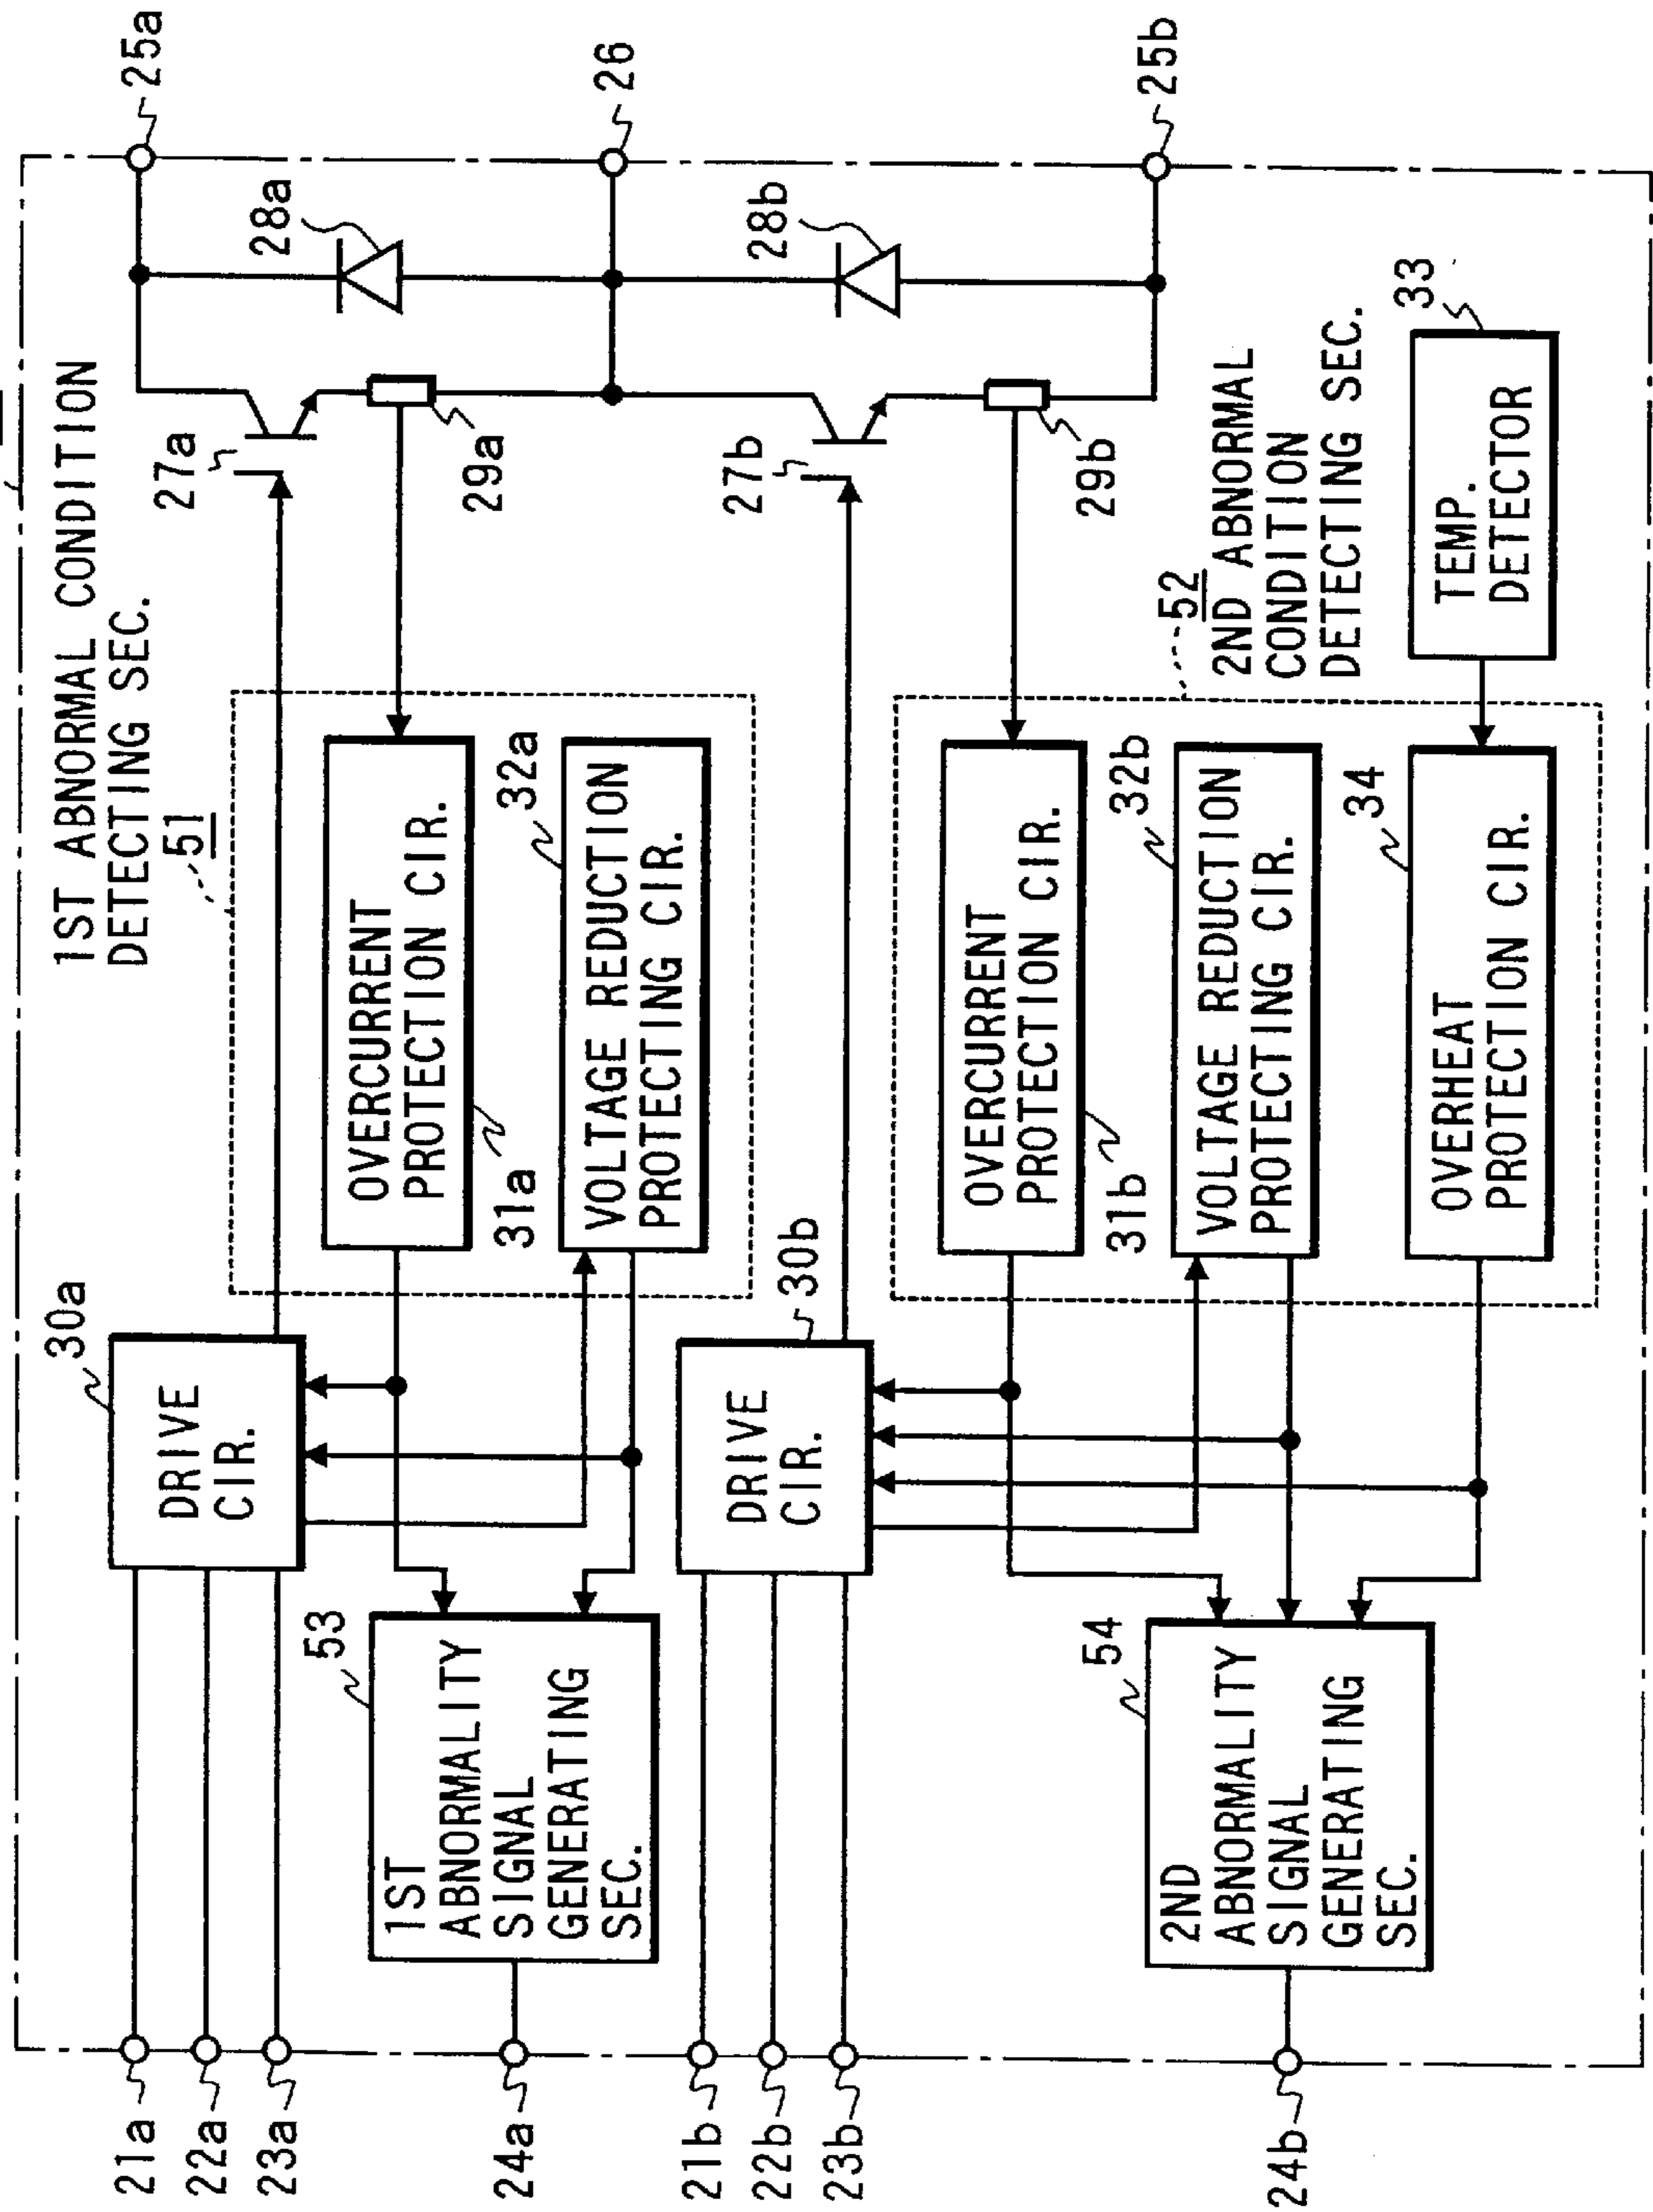 1ST ABNORMAL CONDITION
DETECTING SEC.
51
30a
DRIVE
CIR.
21a
22a
23a
OVERCURRENT
PROTECTION CIR.
31a
VOLTAGE REDUCTION
PROTECTING CIR.
32a
53
1ST
ABNORMALITY
SIGNAL
GENERATING
SEC.
24a
27a
29a
28a
25a
26
30b
DRIVE
CIR.
21b
22b
23b
27b
29b
28b
25b
52
2ND ABNORMAL
CONDITION
DETECTING SEC.
OVERCURRENT
PROTECTION CIR.
31b
VOLTAGE REDUCTION
PROTECTING CIR.
32b
OVERHEAT
PROTECTION CIR.
34
TEMP.
DETECTOR
33
54
2ND
ABNORMALITY
SIGNAL
GENERATING
SEC.
24b